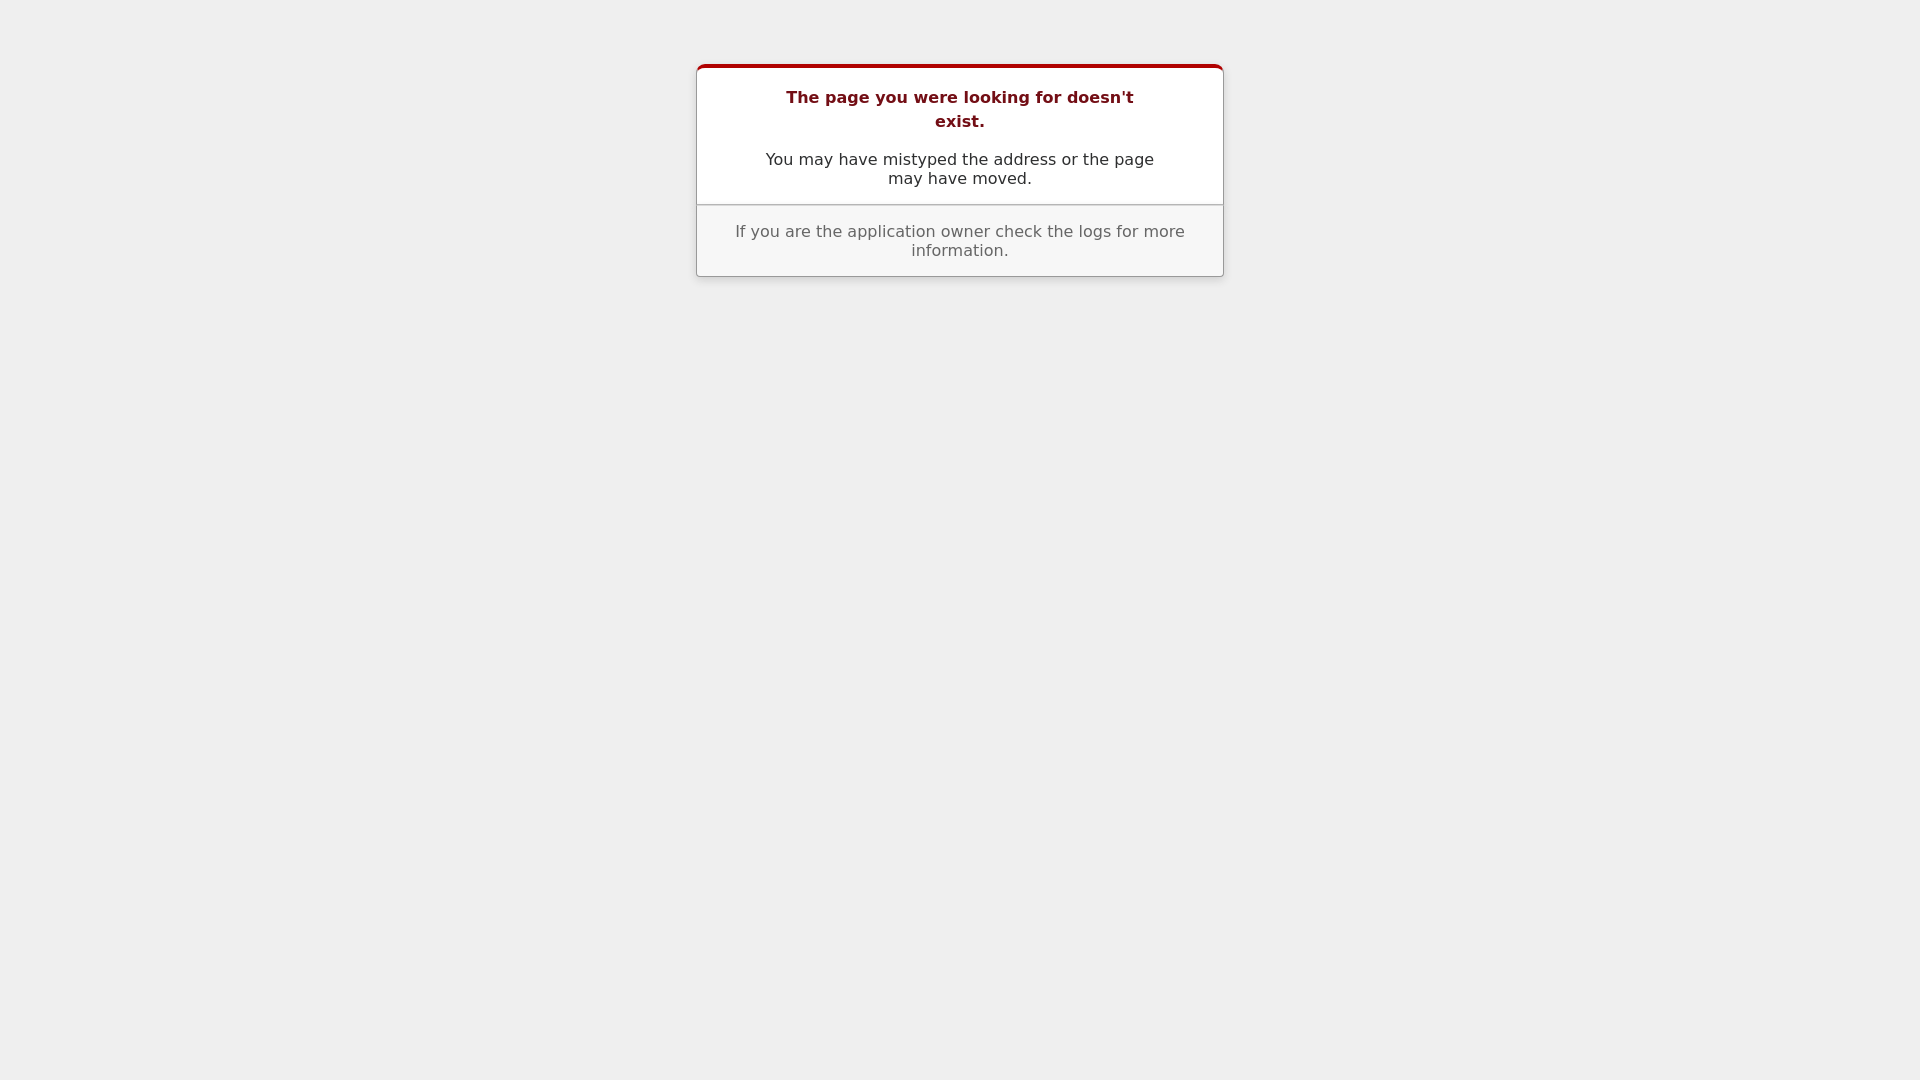 The page you were looking for doesn't
exist.
You may have mistyped the address or the page
may have moved.
If you are the application owner check the logs for more
information.